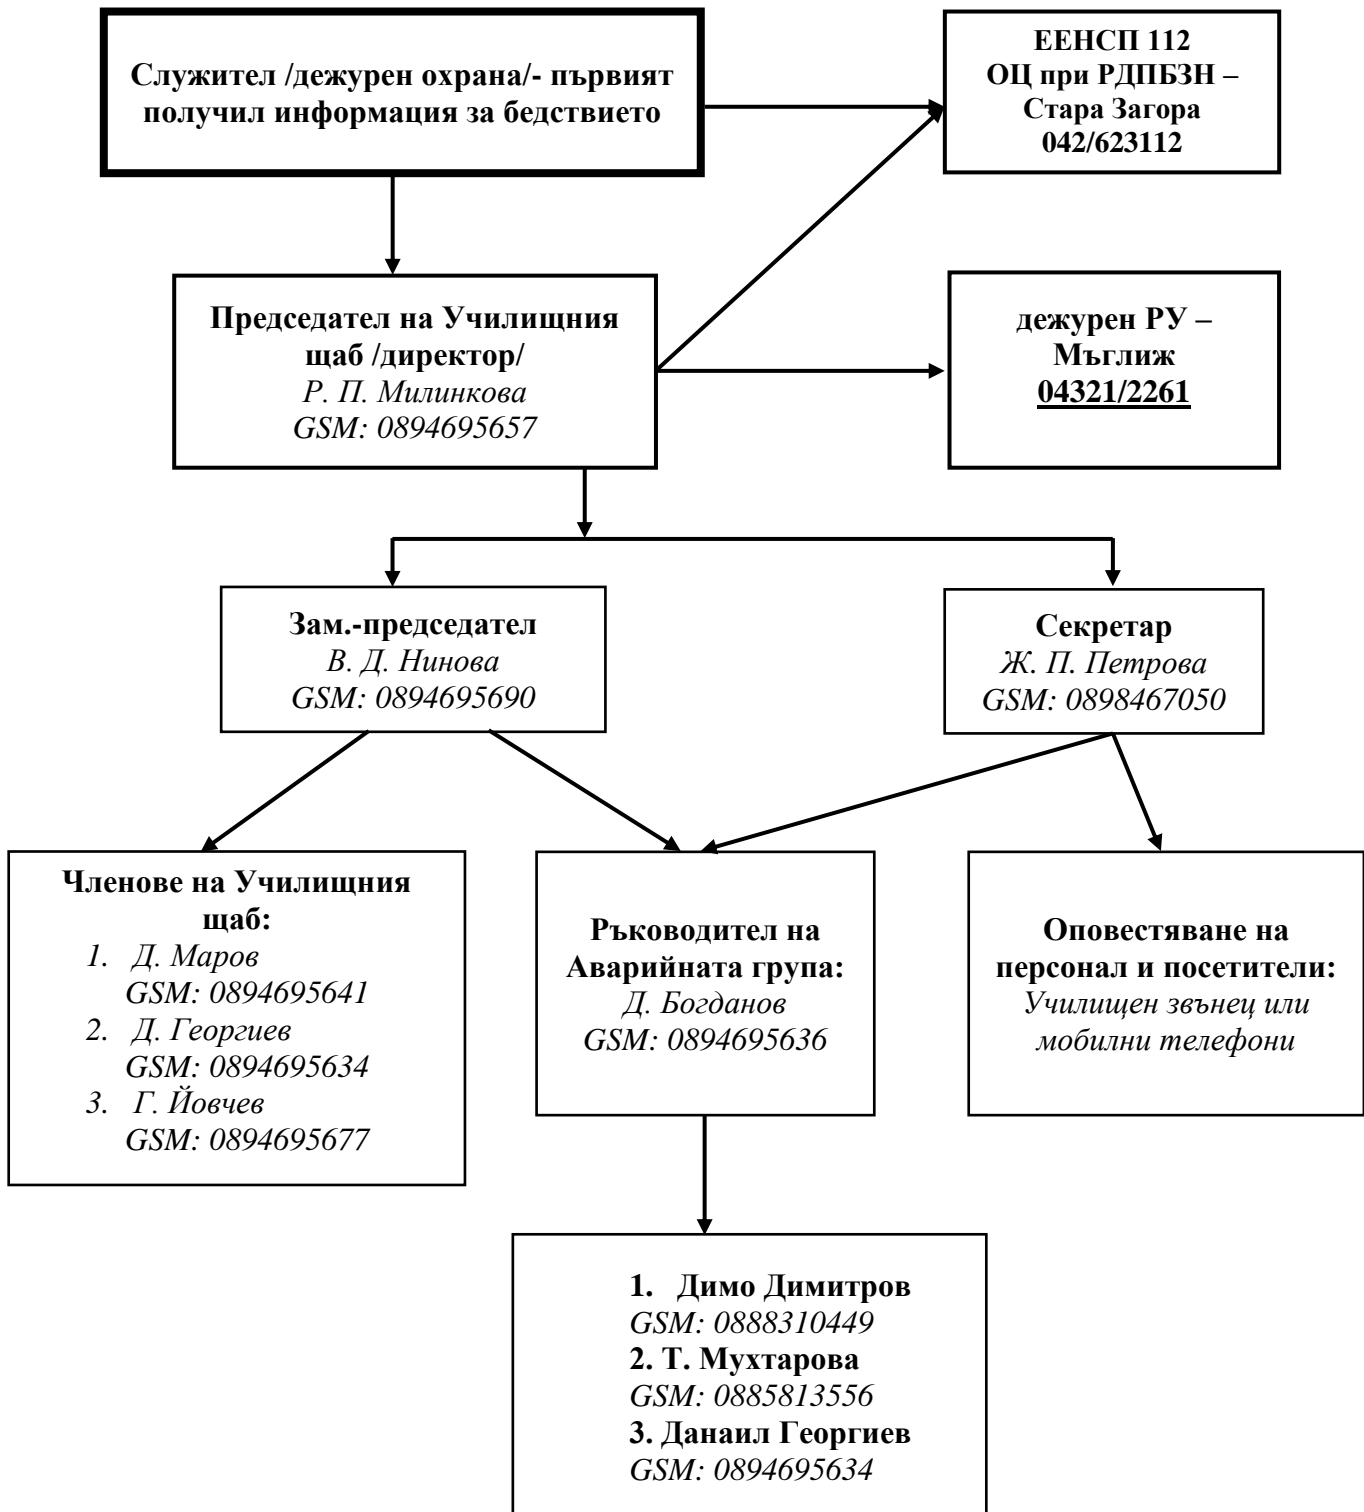 Служител /дежурен охрана/- първият
получил информация за бедствието
ЕЕНСП 112
ОЦ при РДПБЗН –
Стара Загора
042/623112
Председател на Училищния
щаб /директор/
Р. П. Милинкова
GSM: 0894695657
дежурен РУ –
Мъглиж
04321/2261
Зам.-председател
В. Д. Нинова
GSM: 0894695690
Секретар
Ж. П. Петрова
GSM: 0898467050
Членове на Училищния
щаб:
1. Д. Маров
GSM: 0894695641
2. Д. Георгиев
GSM: 0894695634
3. Г. Йовчев
GSM: 0894695677
Ръководител на
Аварийната група:
Д. Богданов
GSM: 0894695636
Оповестяване на
персонал и посетители:
Училищен звънец или
мобилни телефони
1. Димо Димитров
GSM: 0888310449
2. Т. Мухтарова
GSM: 0885813556
3. Данаил Георгиев
GSM: 0894695634